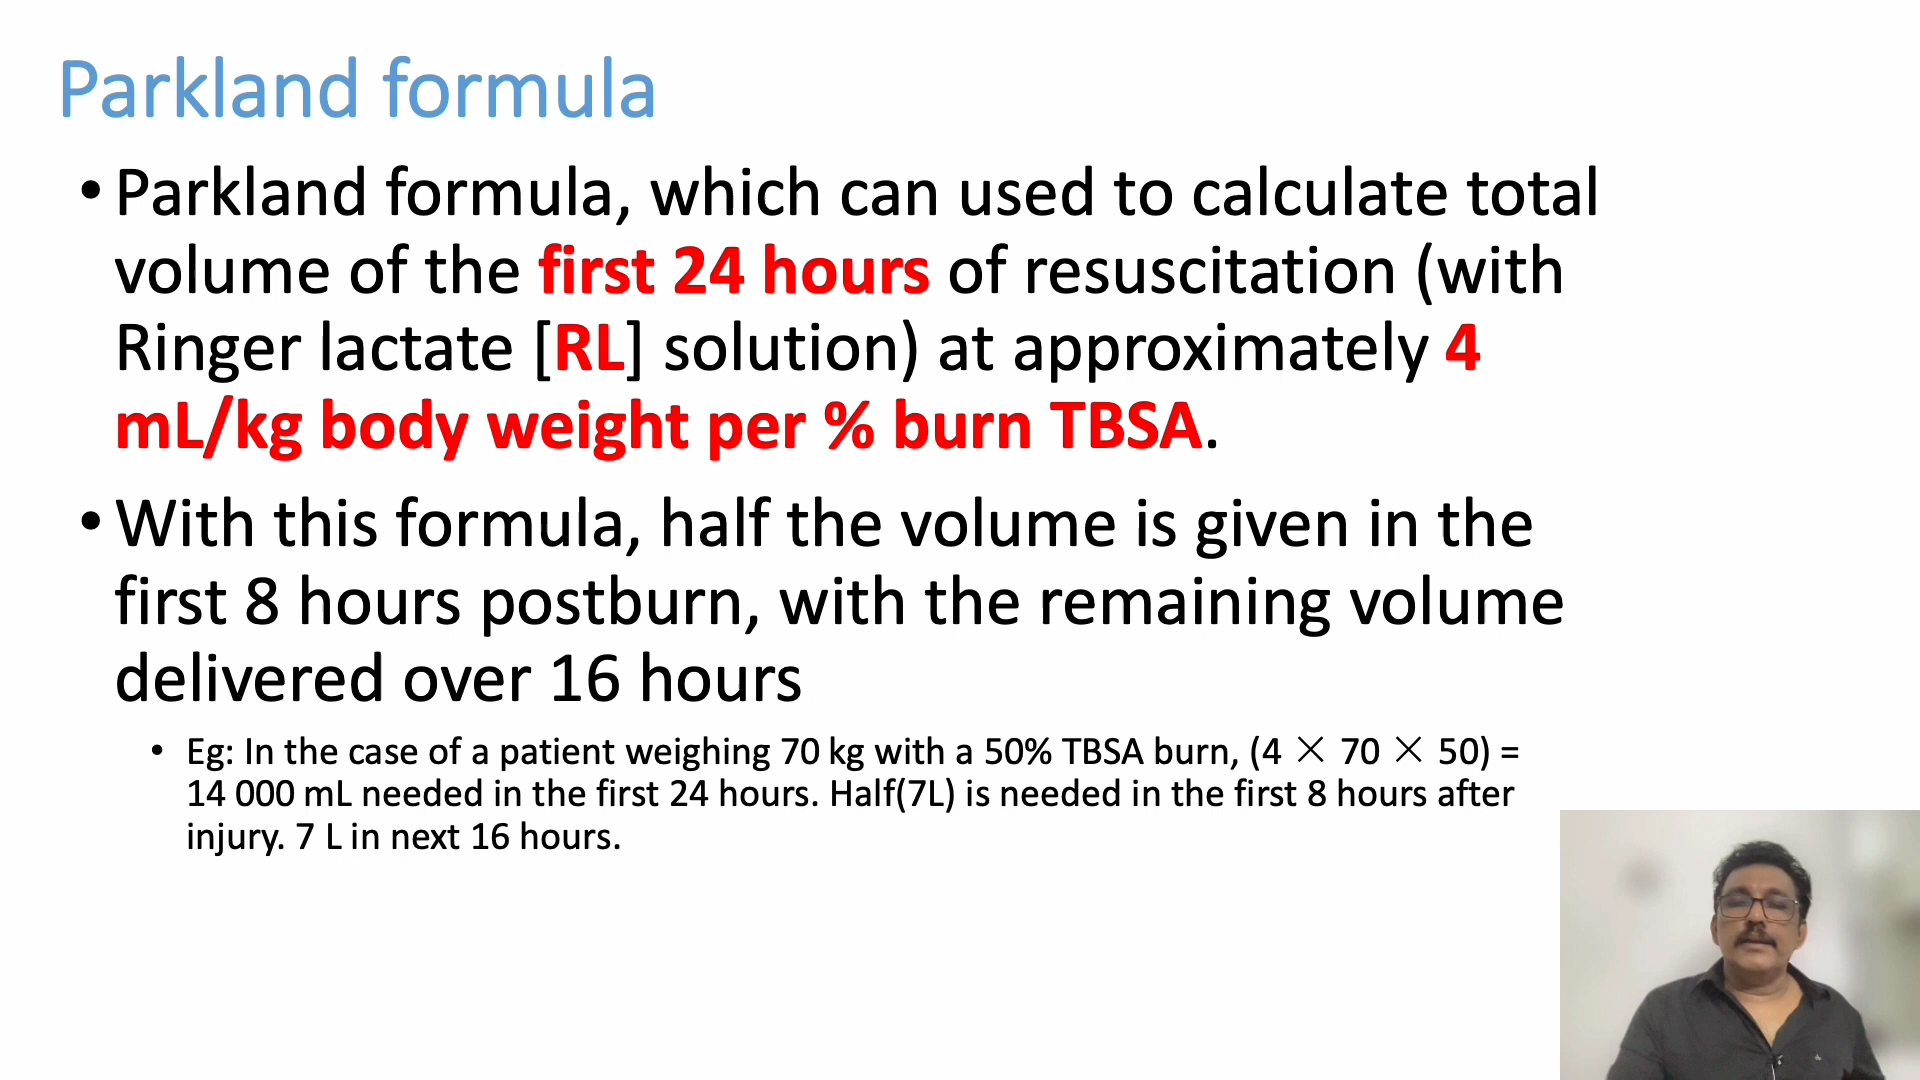 Parkland formula
• Parkland formula, which can used to calculate total
volume of the first 24 hours of resuscitation (with
Ringer lactate [RL] solution) at approximately 4
mL/kg body weight per % burn TBSA.
• With this formula, half the volume is given in the
first 8 hours postburn, with the remaining volume
delivered over 16 hours
• Eg: In the case of a patient weighing 70 kg with a 50% TBSA burn, (4 × 70 × 50) =
14 000 mL needed in the first 24 hours. Half(7L) is needed in the first 8 hours after
injury. 7 L in next 16 hours.